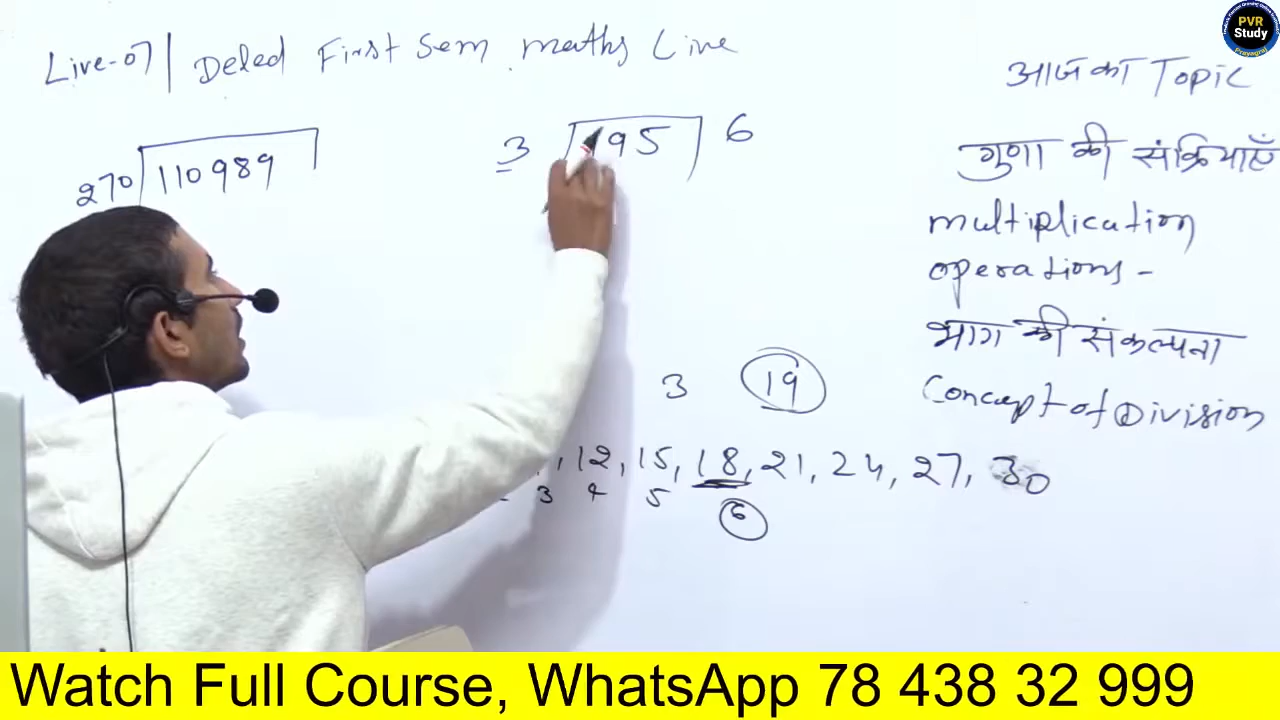 Live-07 | Deled First Sem maths Live
PVR
Study
Prayagraj
आज का Topic
270 110989
3 195 6
गुणा की संक्रियाएँ
multiplication
operations -
भाग की संकल्पना
Concept of Division
3 19
12, 15, 18, 21, 24, 27, 30
3 4 5 6
Watch Full Course, WhatsApp 78 438 32 999